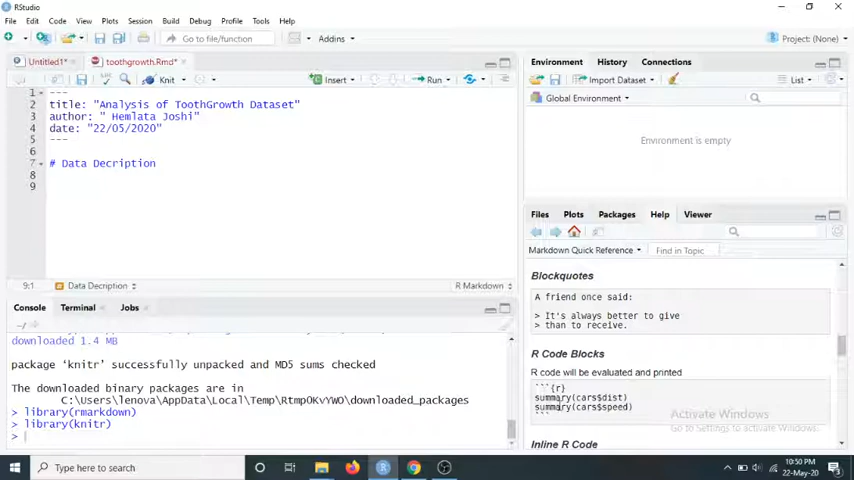 RStudio
File Edit Code View Plots Session Build Debug Profile Tools Help
Go to file/function
Addins
Project: (None)
Untitled1*
toothgrowth.Rmd*
Knit
Insert
Run
1 ---
2 title: "Analysis of ToothGrowth Dataset"
3 author: " Hemlata Joshi"
4 date: "22/05/2020"
5 ---
6
7 # Data Decription
8
9
9:1 Data Decription
R Markdown
Console Terminal Jobs
~/
downloaded 1.4 MB
package ‘knitr’ successfully unpacked and MD5 sums checked
The downloaded binary packages are in
C:\Users\lenova\AppData\Local\Temp\RtmpOKvYWO\downloaded_packages
> library(rmarkdown)
> library(knitr)
>
Environment History Connections
Import Dataset
List
Global Environment
Environment is empty
Files Plots Packages Help Viewer
Markdown Quick Reference
Find in Topic
Blockquotes
A friend once said:
> It's always better to give
> than to receive.
R Code Blocks
R code will be evaluated and printed
```{r}
summary(cars$dist)
summary(cars$speed)
```
Inline R Code
Activate Windows
Go to Settings to activate Windows.
Type here to search
10:50 PM
22-May-20
3